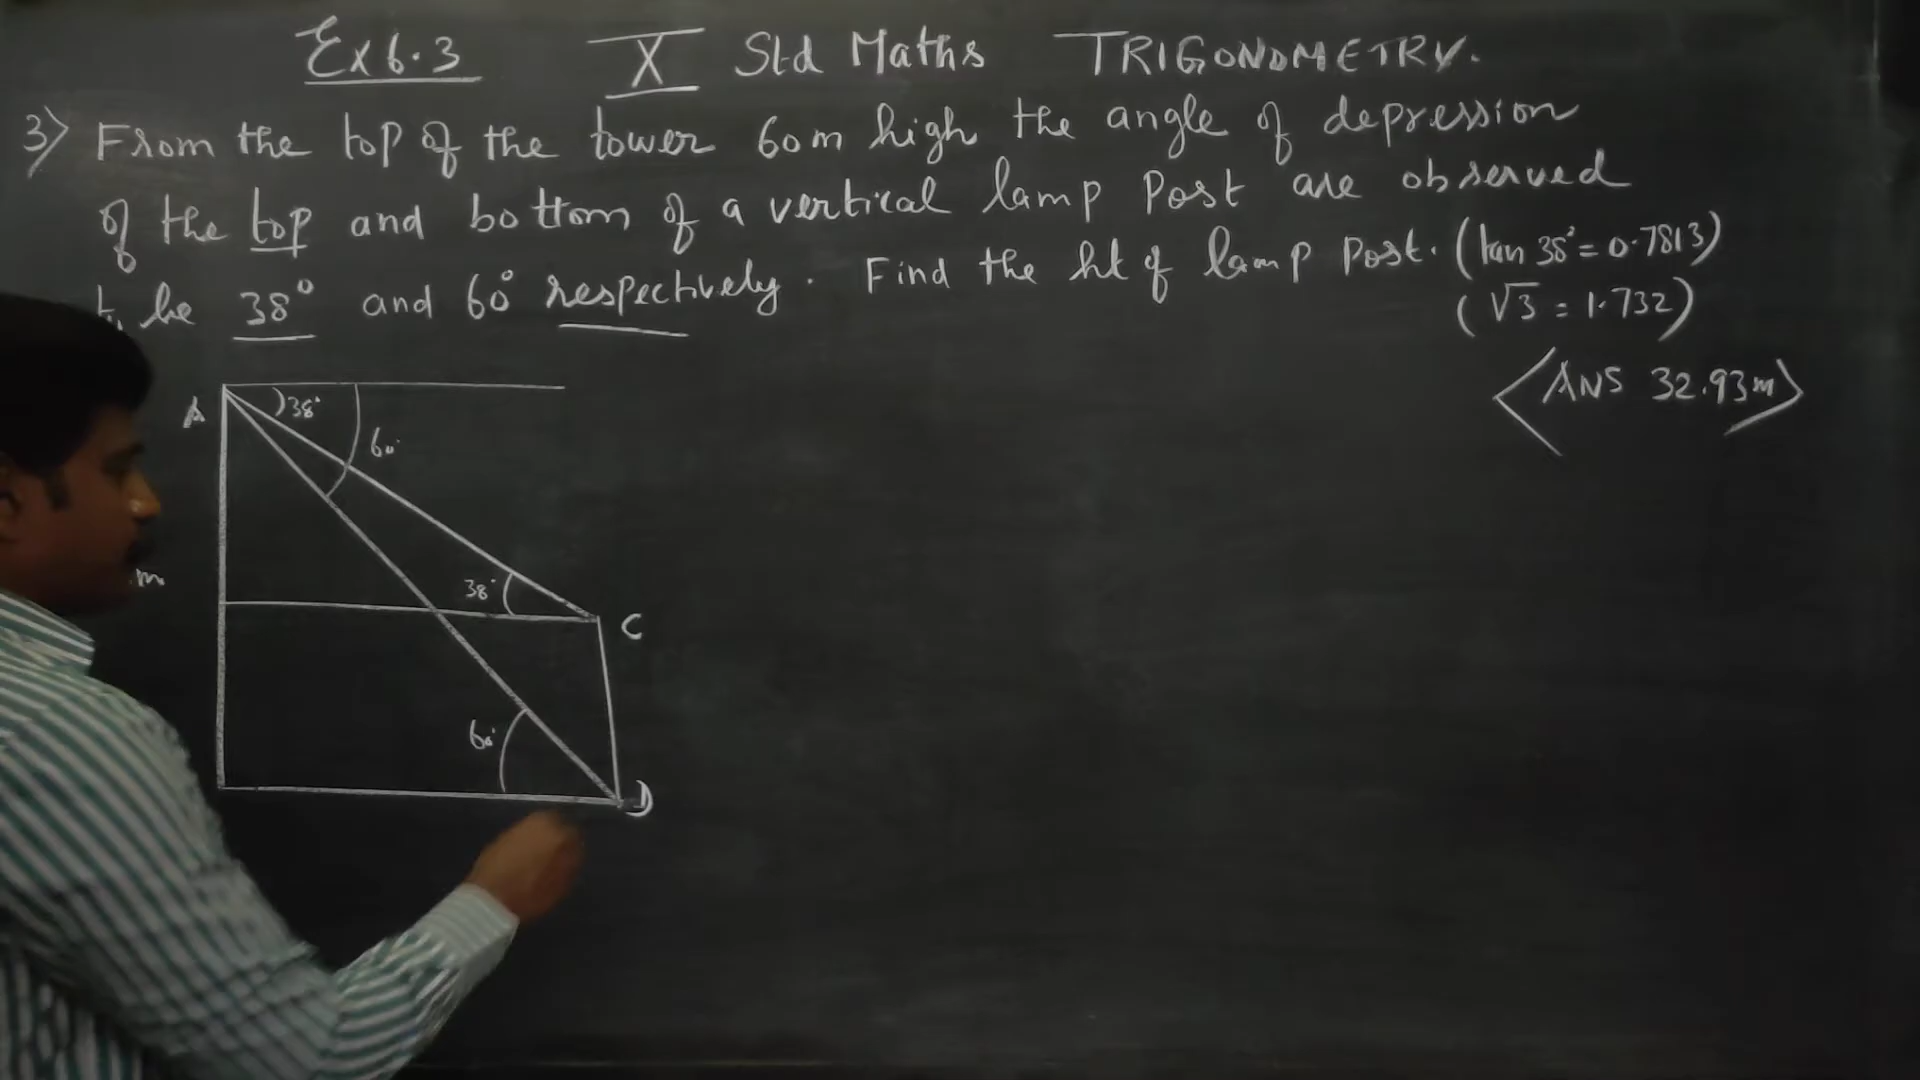 Ex 6.3 X Std Maths TRIGONOMETRY.
3) From the top of the tower 60m high the angle of depression
of the top and bottom of a vertical lamp Post are observed
be 38° and 60° respectively. Find the ht of lamp Post. (tan 38° = 0.7813)
(√3 = 1.732)
<ANS 32.93m>
A
38°
60°
m
38°
C
60°
D